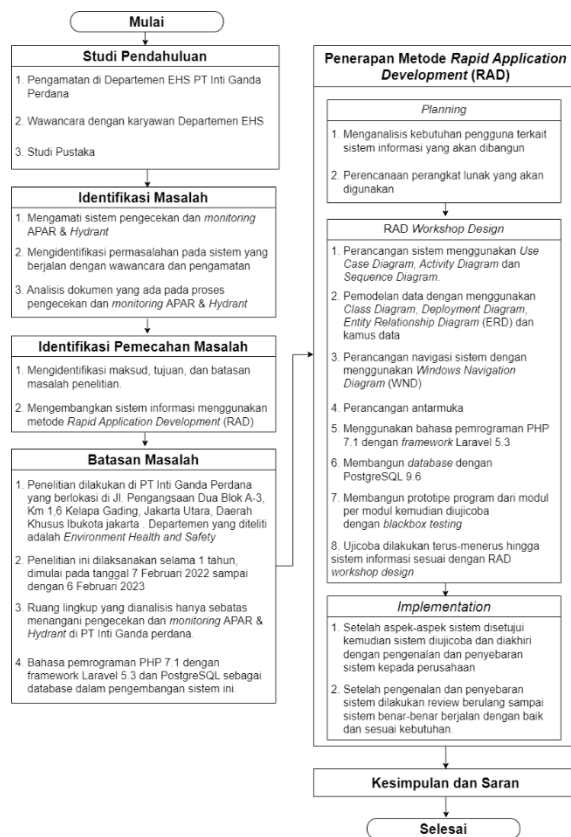 Mulai
Studi Pendahuluan
1. Pengamatan di Departemen EHS PT Inti Ganda
Perdana
2. Wawancara dengan karyawan Departemen EHS
3. Studi Pustaka
Identifikasi Masalah
1. Mengamati sistem pengecekan dan monitoring
APAR & Hydrant
2. Mengidentifikasi permasalahan pada sistem yang
berjalan dengan wawancara dan pengamatan
3. Analisis dokumen yang ada pada proses
pengecekan dan monitoring APAR & Hydrant
Identifikasi Pemecahan Masalah
1. Mengidentifikasi maksud, tujuan, dan batasan
masalah penelitian.
2. Mengembangkan sistem informasi menggunakan
metode Rapid Application Development (RAD)
Batasan Masalah
1. Penelitian dilakukan di PT Inti Ganda Perdana
yang berlokasi di Jl. Pengangsaan Dua Blok A-3,
Km 1,6 Kelapa Gading, Jakarta Utara, Daerah
Khusus Ibukota jakarta . Departemen yang diteliti
adalah Environment Health and Safety
2. Penelitian ini dilaksanakan selama 1 tahun,
dimulai pada tanggal 7 Februari 2022 sampai
dengan 6 Februari 2023
3. Ruang lingkup yang dianalisis hanya sebatas
menangani pengecekan dan monitoring APAR &
Hydrant di PT Inti Ganda perdana.
4. Bahasa pemrograman PHP 7.1 dengan
framework Laravel 5.3 dan PostgreSQL sebagai
database dalam pengembangan sistem ini.
Penerapan Metode Rapid Application
Development (RAD)
Planning
1. Menganalisis kebutuhan pengguna terkait
sistem informasi yang akan dibangun
2. Perencanaan perangkat lunak yang akan
digunakan
RAD Workshop Design
1. Perancangan sistem menggunakan Use
Case Diagram, Activity Diagram dan
Sequence Diagram.
2. Pemodelan data dengan menggunakan
Class Diagram, Deployment Diagram,
Entity Relationship Diagram (ERD) dan
kamus data
3. Perancangan navigasi sistem dengan
menggunakan Windows Navigation
Diagram (WND)
4. Perancangan antarmuka
5. Menggunakan bahasa pemrograman PHP
7.1 dengan framework Laravel 5.3
6. Membangun database dengan
PostgreSQL 9.6
7. Membangun prototipe program dari modul
per modul kemudian diujicoba
dengan blackbox testing
8. Ujicoba dilakukan terus-menerus hingga
sistem informasi sesuai dengan RAD
workshop design
Implementation
1. Setelah aspek-aspek sistem disetujui
kemudian sistem diujicoba dan diakhiri
dengan pengenalan dan penyebaran
sistem kepada perusahaan
2. Setelah pengenalan dan penyebaran
sistem dilakukan review berulang sampai
sistem benar-benar berjalan dengan baik
dan sesuai kebutuhan.
Kesimpulan dan Saran
Selesai